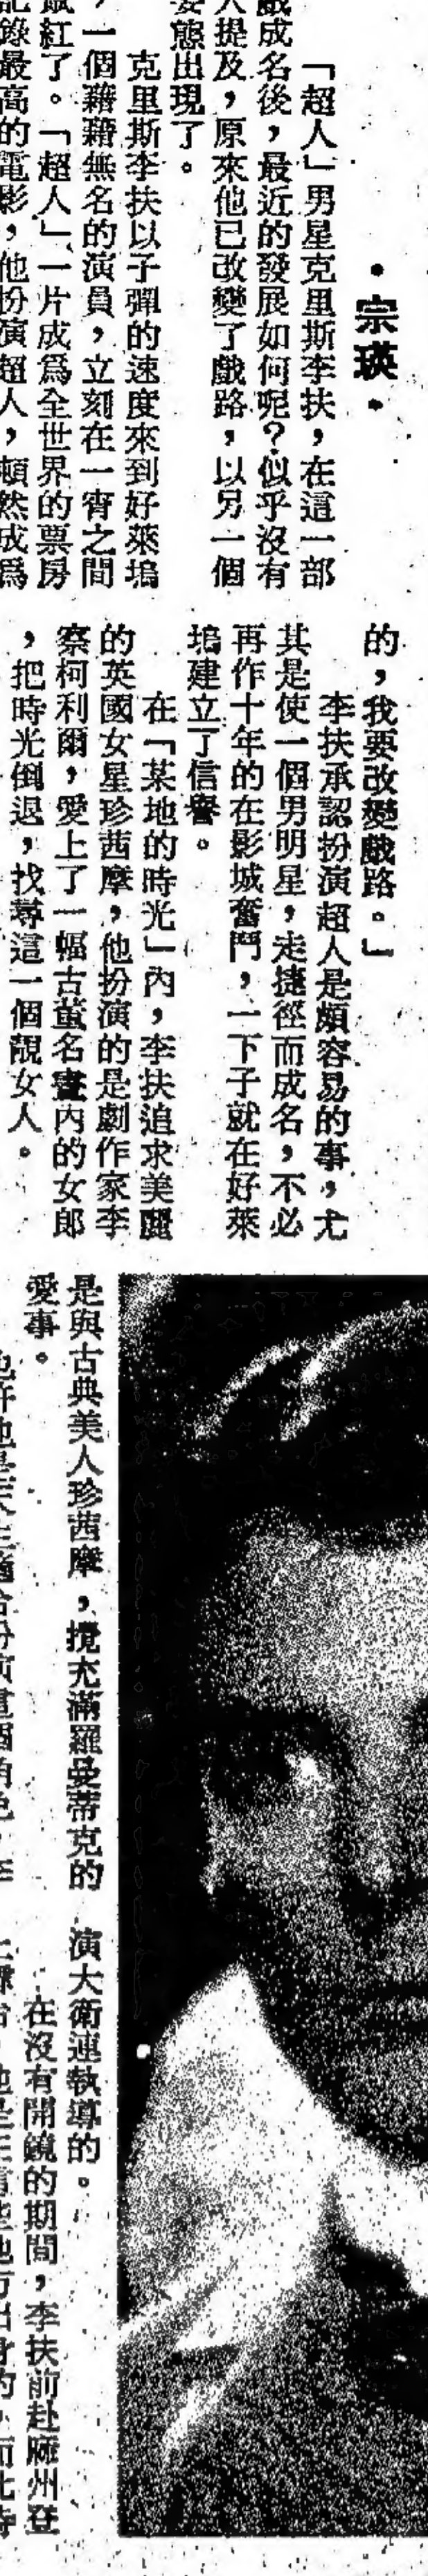 ·宗瑛·
「超人」男星克里斯李扶，在這一部
戲成名後，最近的發展如何呢？似乎沒有
人提及，原來他已改變了戲路，以另一個
姿態出現了。
克里斯李扶以子彈的速度來到好萊塢
，一個藉藉無名的演員，立刻在一宵之間
紅了。「超人」一片成爲全世界的票房
記錄最高的電影，他扮演超人，頓然成爲
的，我要改變戲路。」
李扶承認扮演超人是頗容易的事，尤
其是使一個男明星，走捷徑而成名，不必
再作十年的在影城奮鬥，一下子就在好萊
塢建立了信譽。
在「某地的時光」內，李扶追求美麗
的英國女星珍茜摩，他扮演的是劇作家李
察柯利爾，愛上了一幅古董名畫內的女郎
，把時光倒退，找尋這一個靚女人。
是與古典美人珍茜摩，攪充滿羅曼蒂克的
愛事。
演大衛連執導的。
在沒有開鏡的期間，李扶前赴麻州登